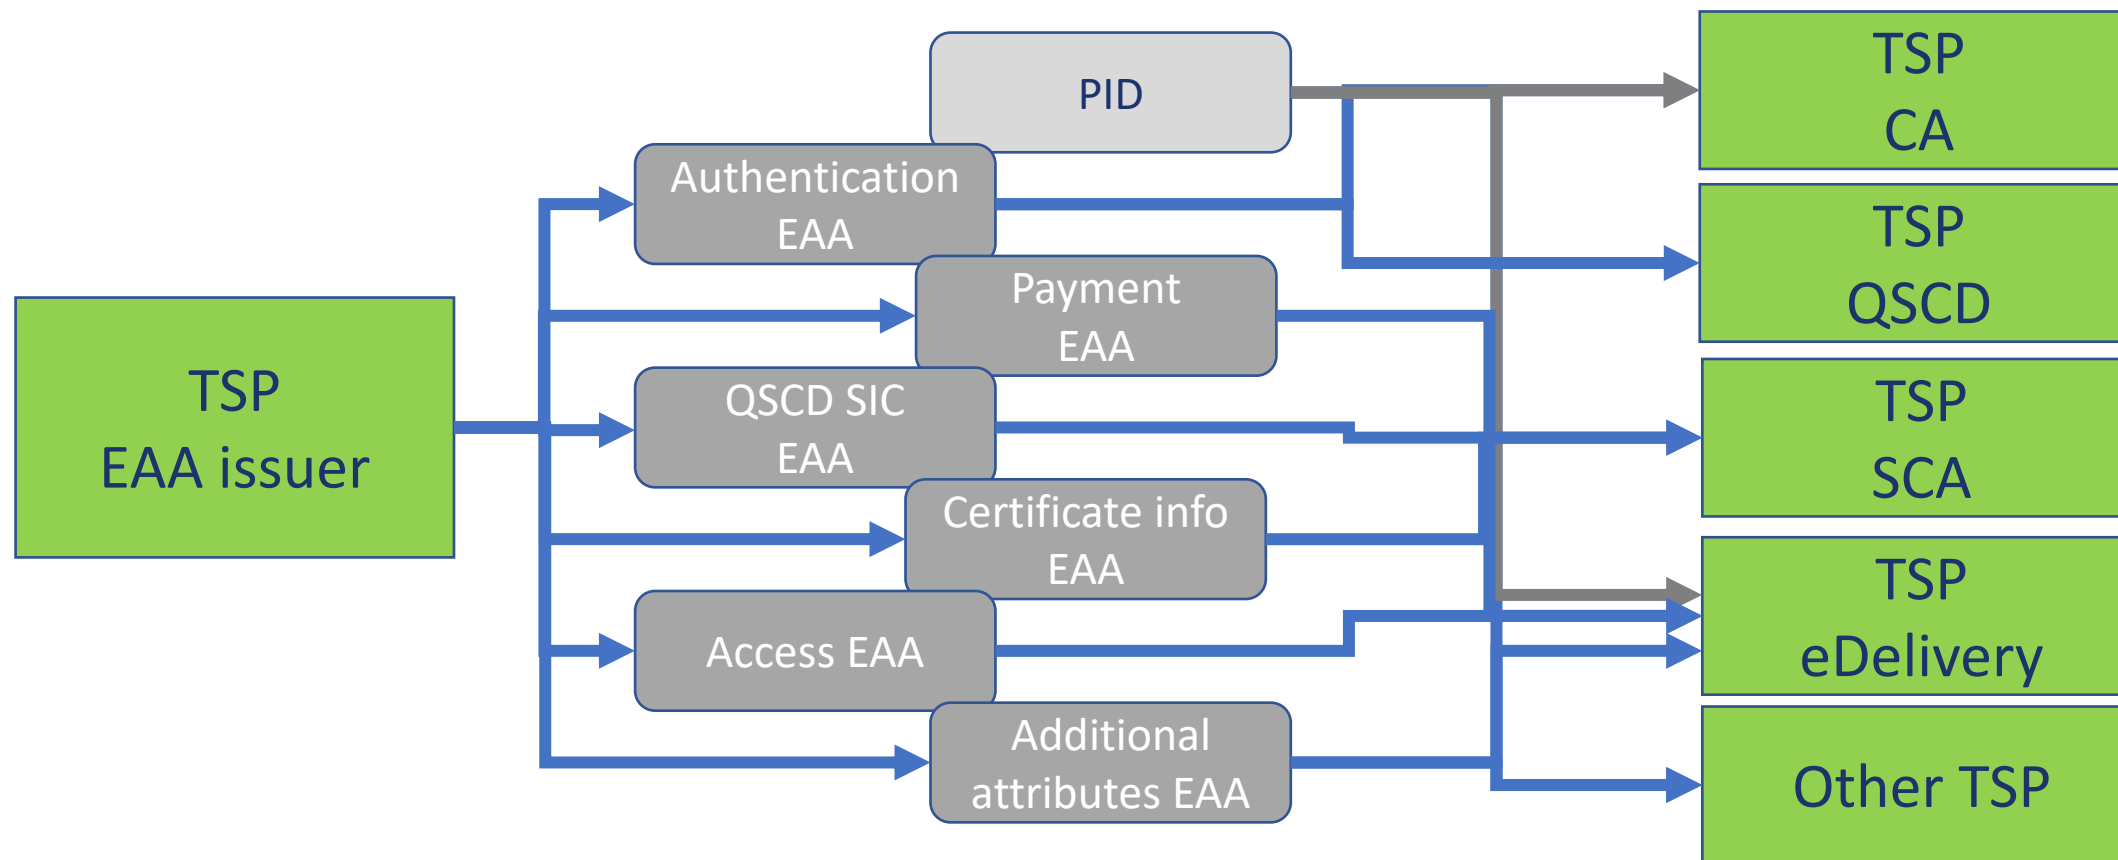 PID
Authentication
EAA
Payment
EAA
QSCD SIC
EAA
Certificate info
EAA
Access EAA
Additional
attributes EAA
TSP
EAA issuer
TSP
CA
TSP
QSCD
TSP
SCA
TSP
eDelivery
Other TSP